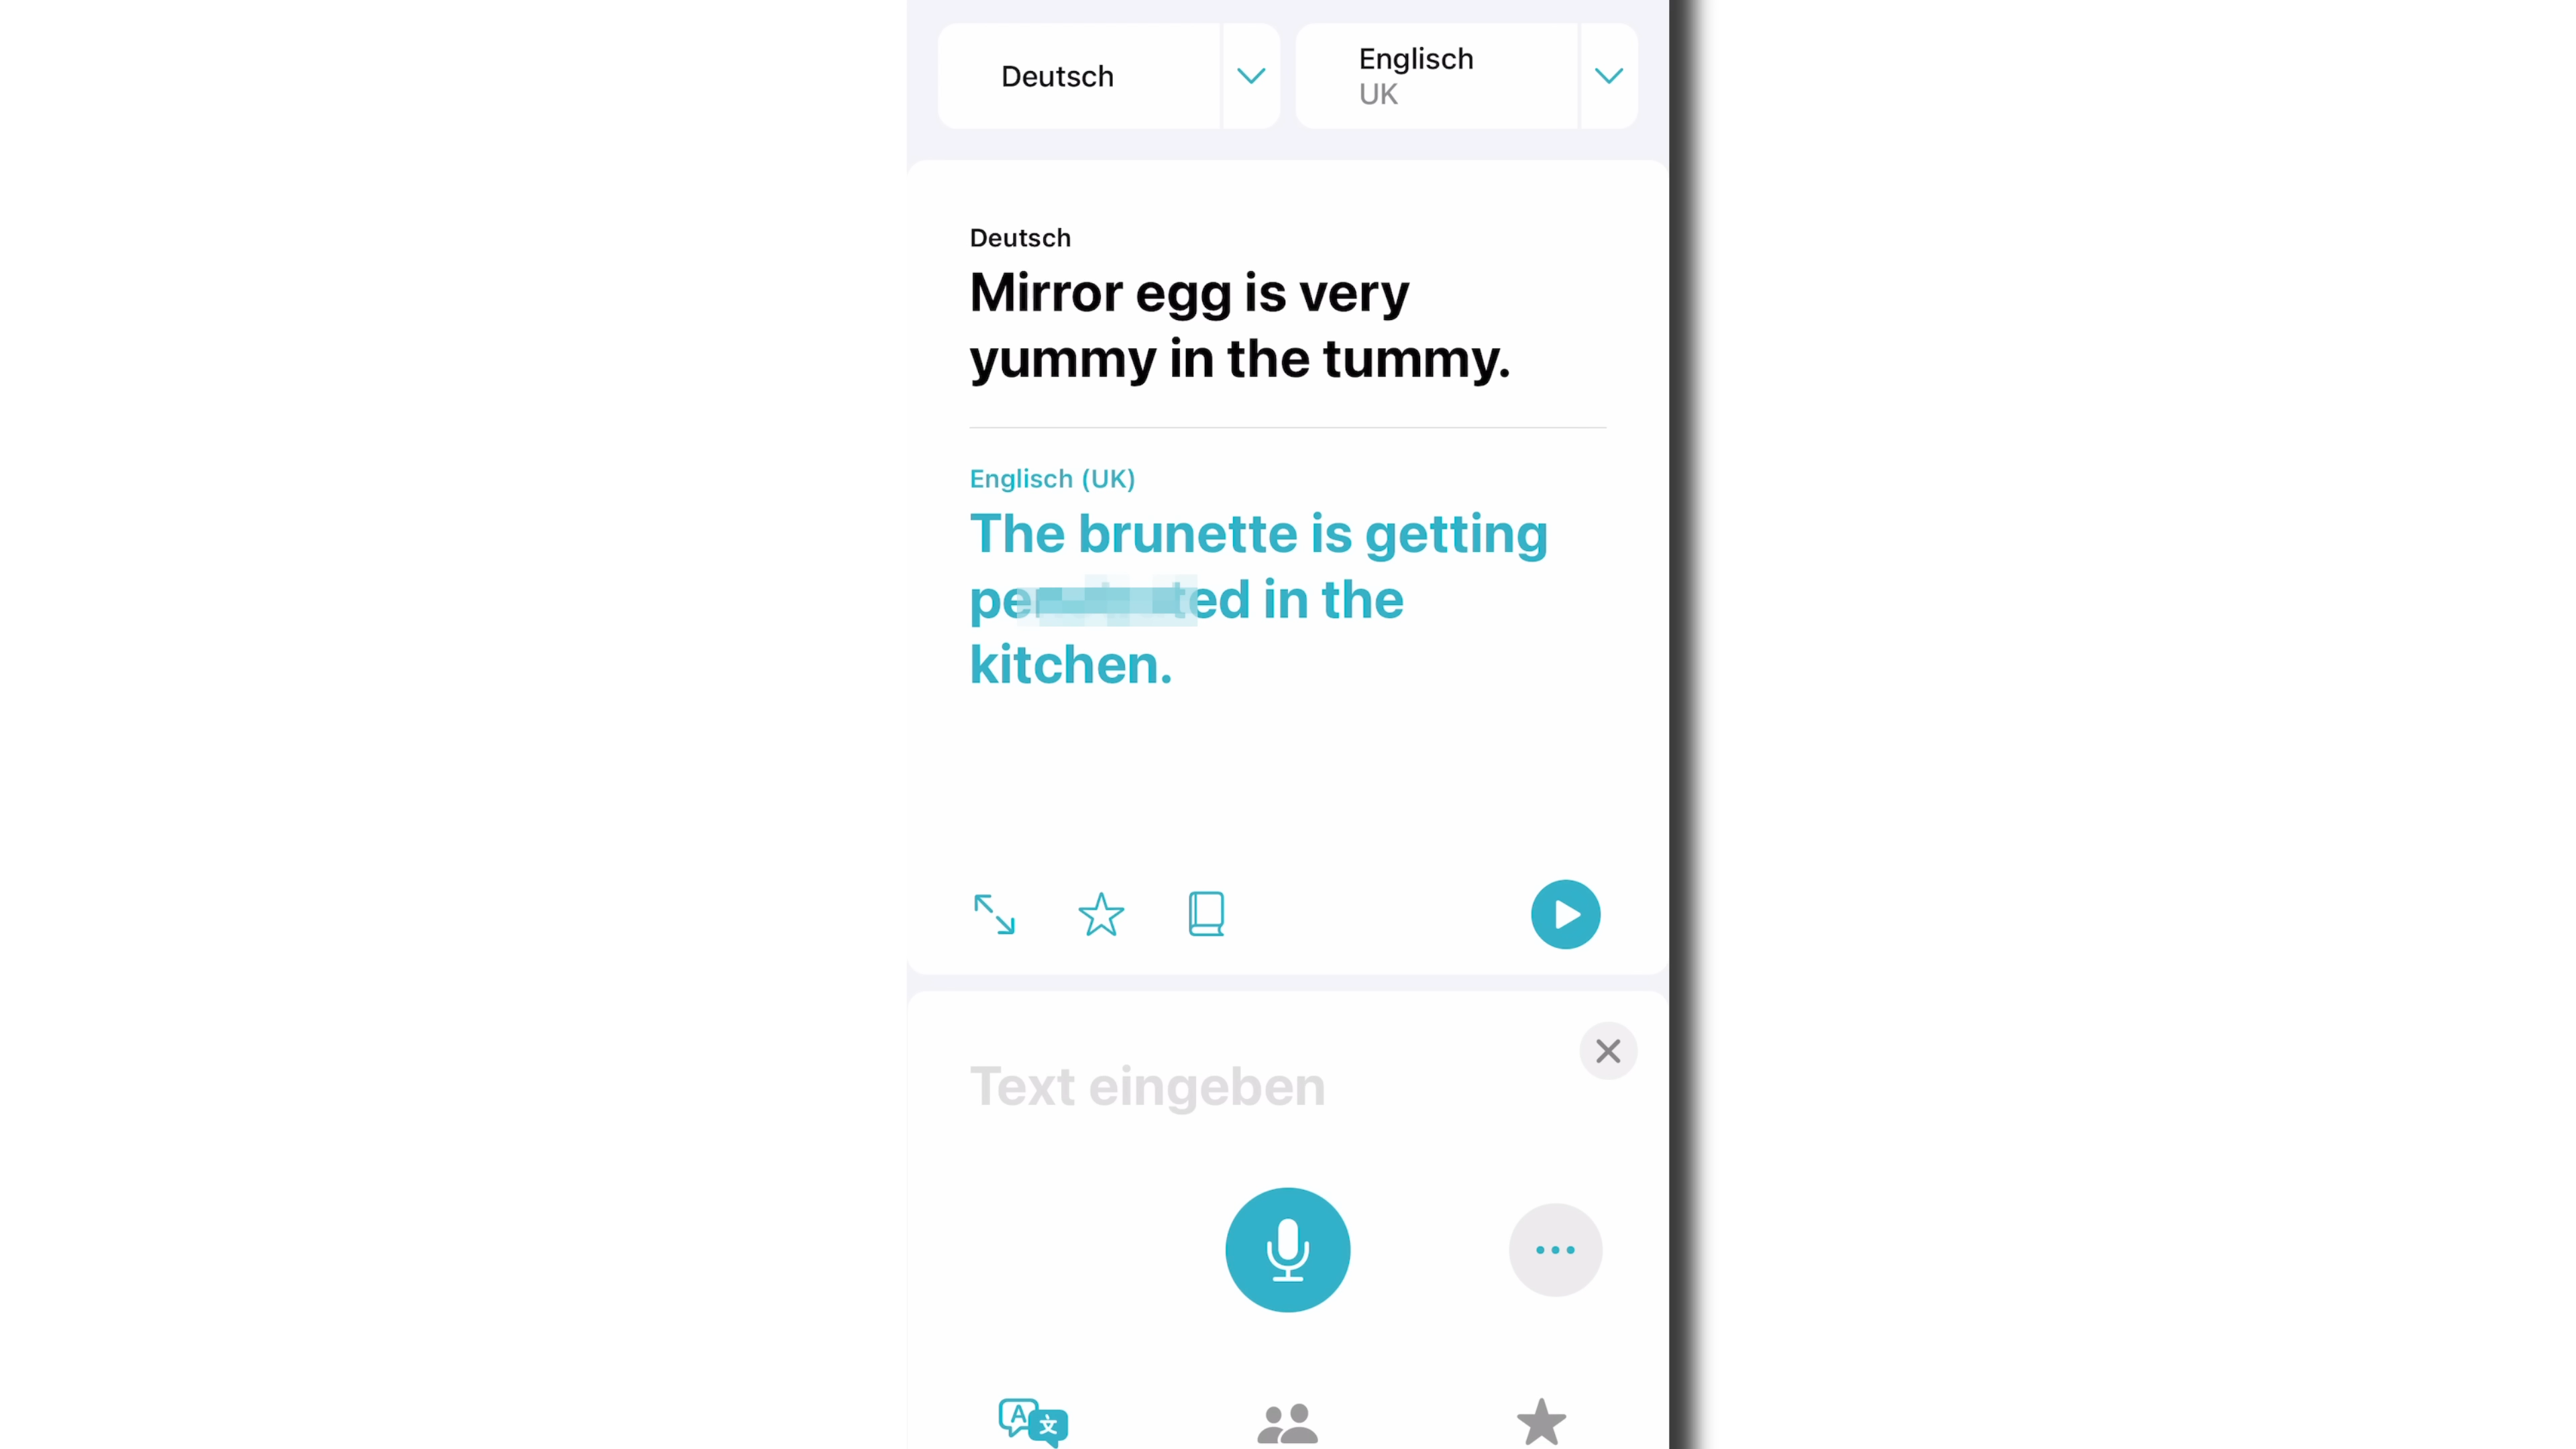 Deutsch
Englisch
UK
Deutsch
Mirror egg is very
yummy in the tummy.
Englisch (UK)
The brunette is getting
in the
kitchen.
Text eingeben
A 文